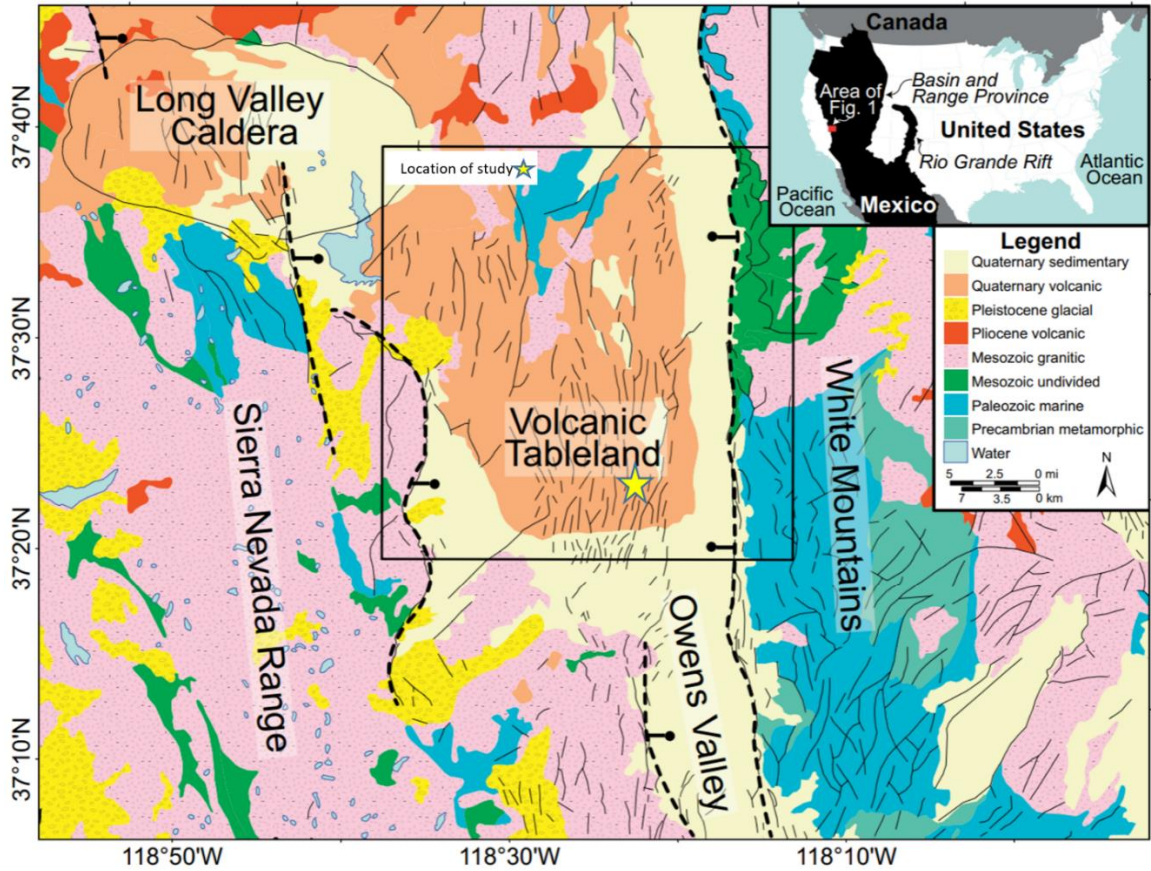 Long Valley
Caldera
Location of study
Volcanic
Tableland
Sierra Nevada Range
White Mountains
Owens Valley
Canada
Basin and
Range Province
Area of
Fig. 1
United States
Rio Grande Rift
Atlantic
Ocean
Pacific
Ocean
Mexico
Legend
Quaternary sedimentary
Quaternary volcanic
Pleistocene glacial
Pliocene volcanic
Mesozoic granitic
Mesozoic undivided
Paleozoic marine
Precambrian metamorphic
Water
5 2.5 0 mi
7 3.5 0 km
N
37°40'N
37°30'N
37°20'N
37°10'N
118°50'W
118°30'W
118°10'W